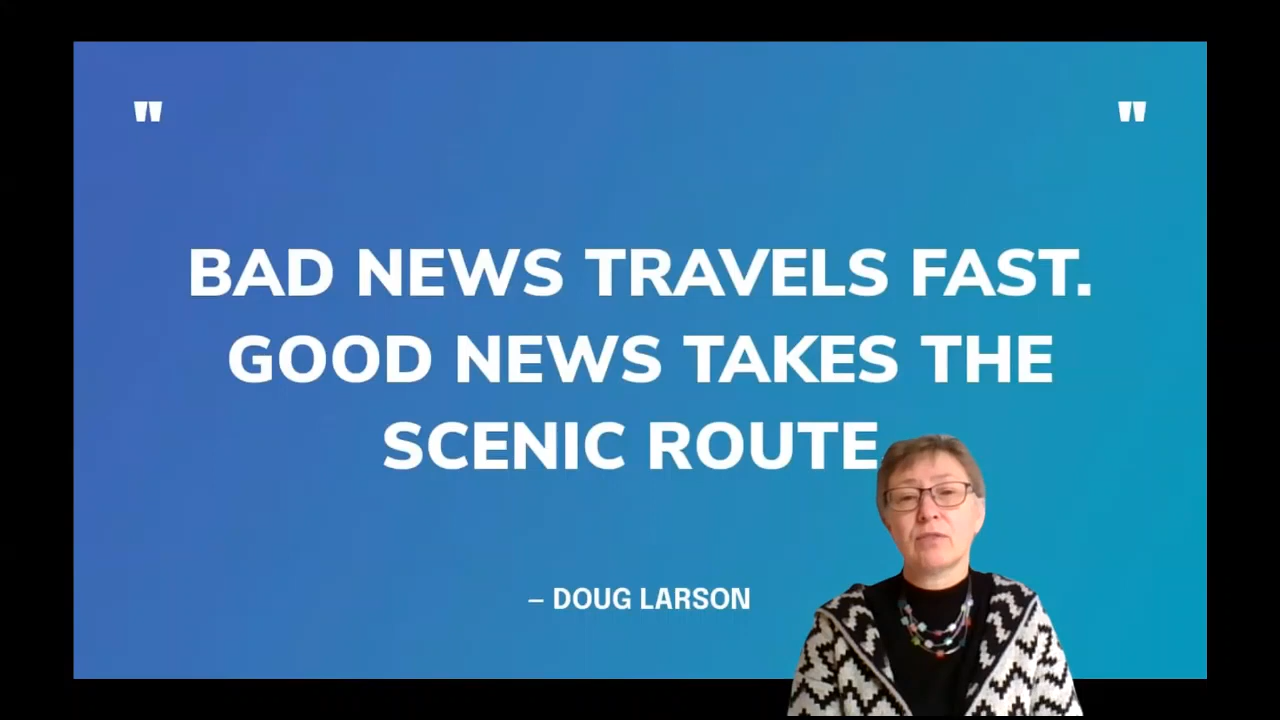 " "
BAD NEWS TRAVELS FAST.
GOOD NEWS TAKES THE
SCENIC ROUTE
– DOUG LARSON